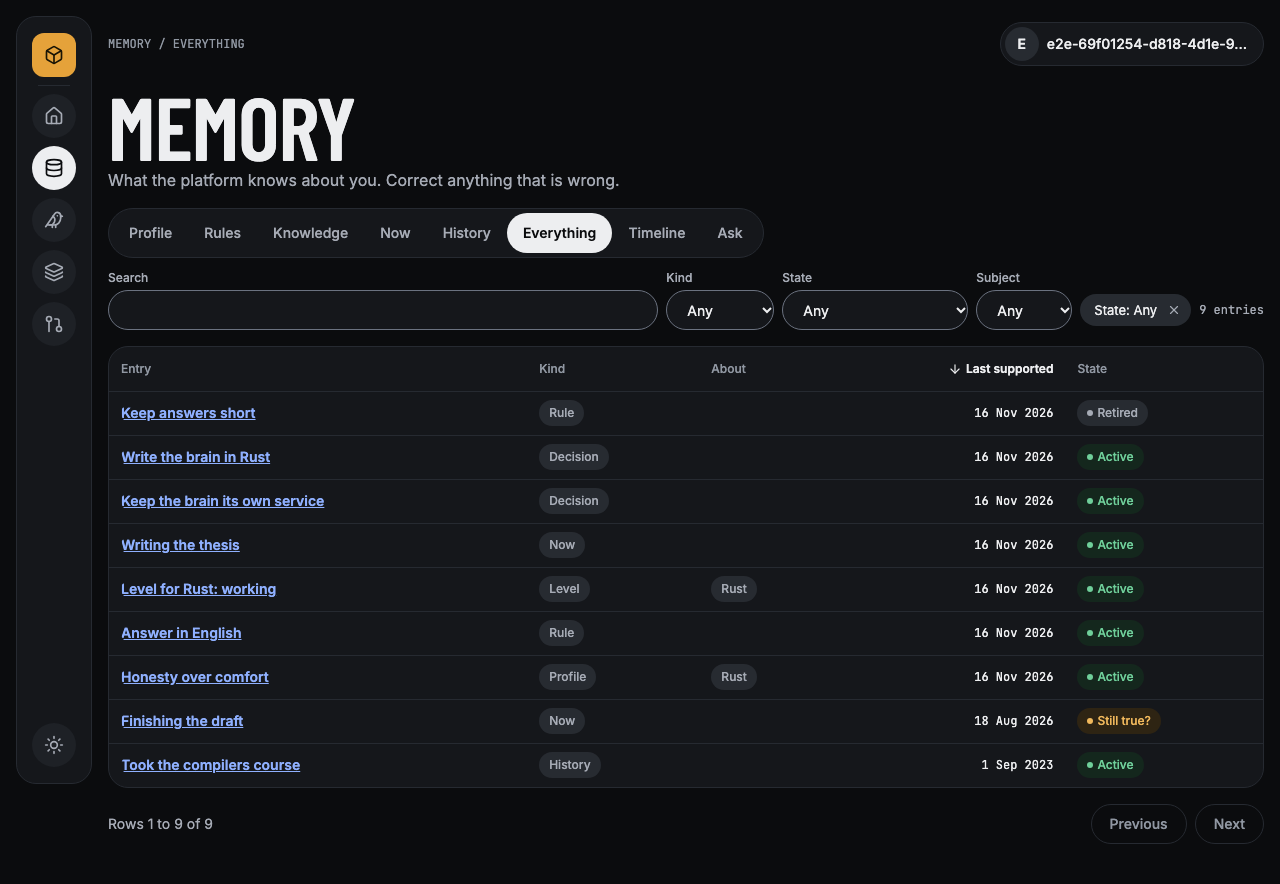 MEMORY / EVERYTHING
E e2e-69f01254-d818-4d1e-9...
MEMORY
What the platform knows about you. Correct anything that is wrong.
Profile Rules Knowledge Now History Everything Timeline Ask
Search Kind State Subject
Any Any Any State: Any × 9 entries
Entry Kind About ↓ Last supported State
Keep answers short Rule 16 Nov 2026 Retired
Write the brain in Rust Decision 16 Nov 2026 Active
Keep the brain its own service Decision 16 Nov 2026 Active
Writing the thesis Now 16 Nov 2026 Active
Level for Rust: working Level Rust 16 Nov 2026 Active
Answer in English Rule 16 Nov 2026 Active
Honesty over comfort Profile Rust 16 Nov 2026 Active
Finishing the draft Now 18 Aug 2026 Still true?
Took the compilers course History 1 Sep 2023 Active
Rows 1 to 9 of 9 Previous Next